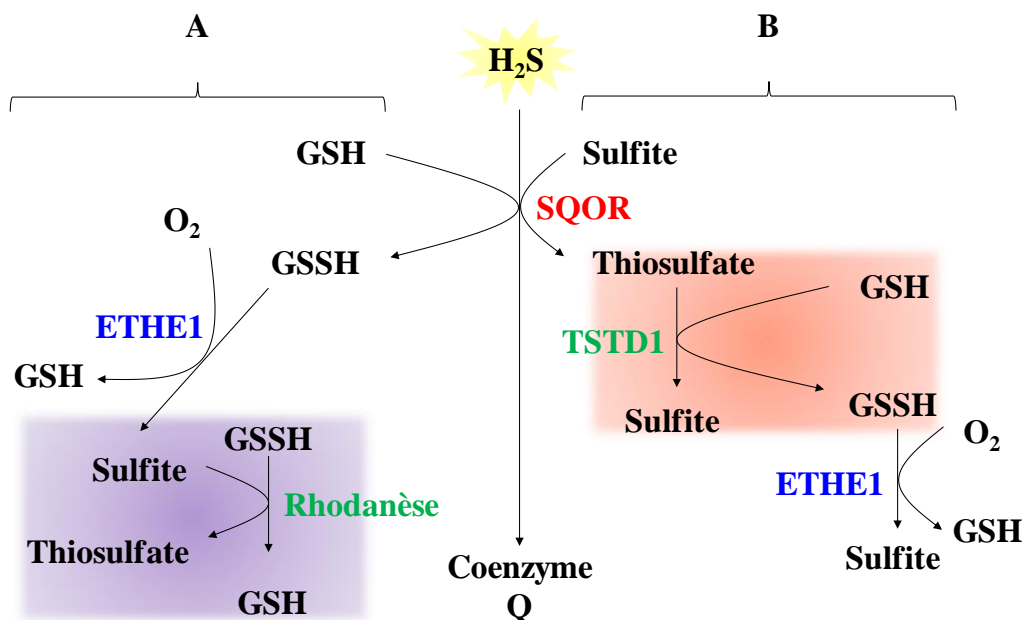 A
B
H₂S
GSH
Sulfite
SQOR
O₂
GSSH
Thiosulfate
GSH
ETHE1
TSTD1
GSH
GSSH
Sulfite
GSSH
O₂
Sulfite
ETHE1
Rhodanèse
GSH
Thiosulfate
Sulfite
Coenzyme
Q
GSH